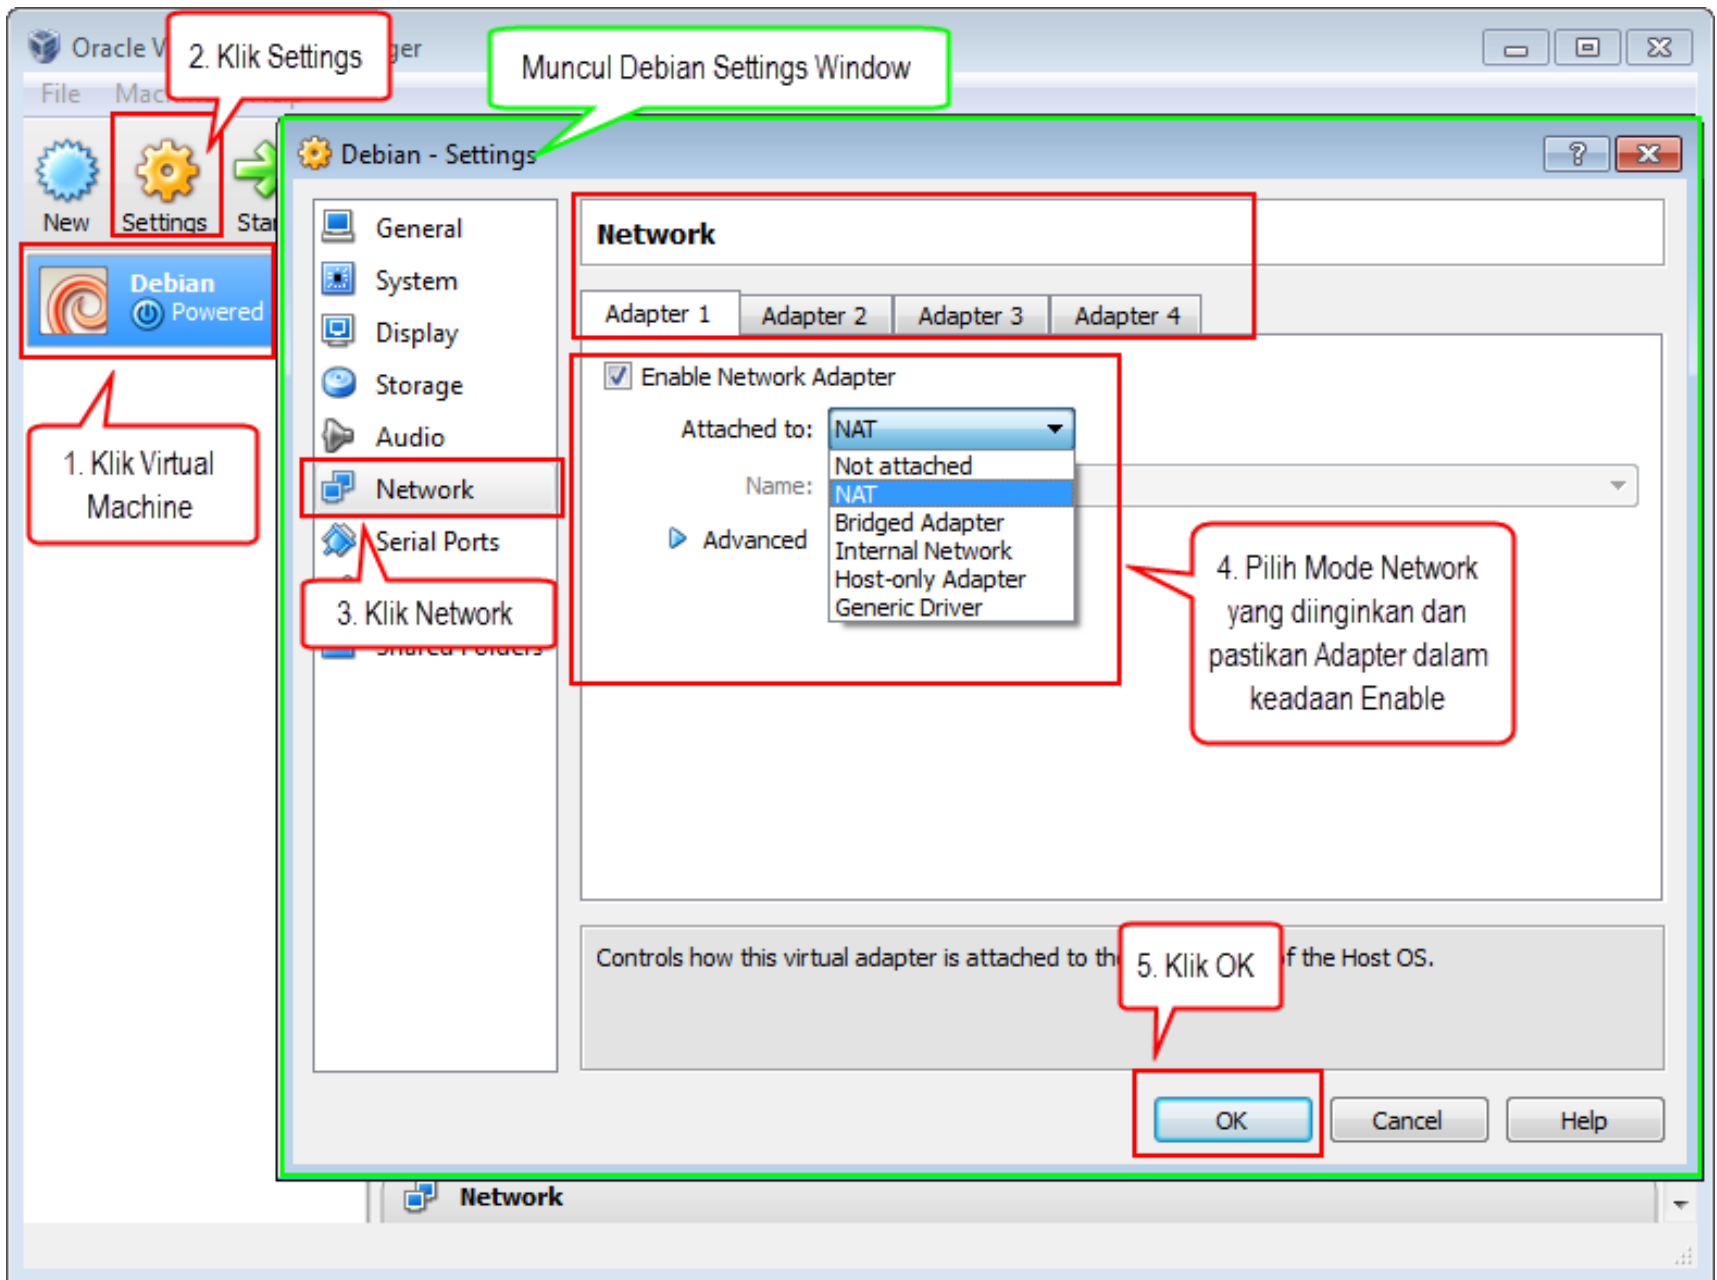 Oracle V
ger
2. Klik Settings
Muncul Debian Settings Window
File
New
Settings
Debian - Settings
Debian
Powered
1. Klik Virtual
Machine
General
System
Display
Storage
Audio
Network
Serial Ports
Shared Folders
3. Klik Network
Network
Adapter 1
Adapter 2
Adapter 3
Adapter 4
Enable Network Adapter
Attached to:
NAT
Not attached
NAT
Bridged Adapter
Internal Network
Host-only Adapter
Generic Driver
Name:
Advanced
4. Pilih Mode Network
yang diinginkan dan
pastikan Adapter dalam
keadaan Enable
Controls how this virtual adapter is attached to the
of the Host OS.
5. Klik OK
OK
Cancel
Help
Network